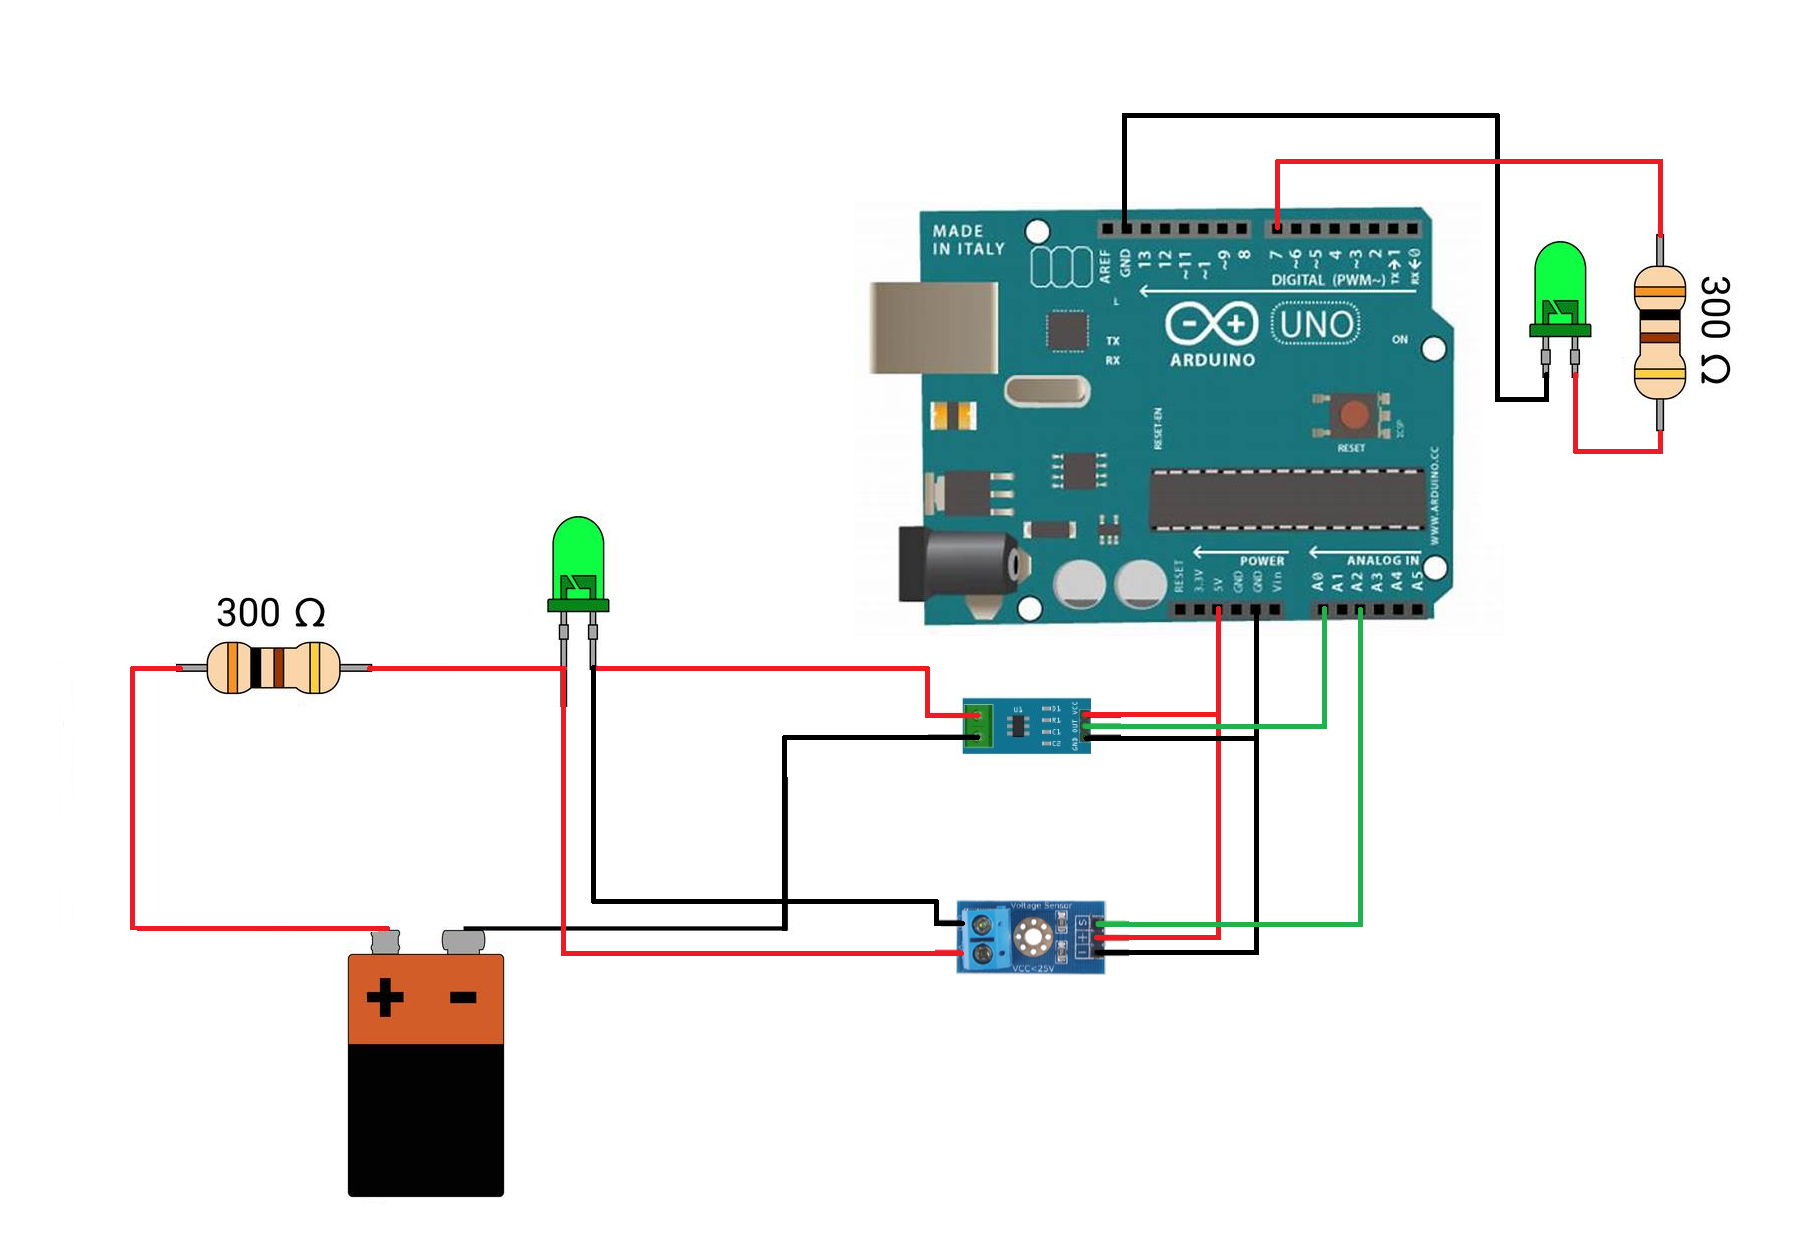 MADE
IN ITALY
AREF
GND
13
12
~11
~1
~9
8
7
~6
~5
4
~3
2
TX→1
RX←0
DIGITAL (PWM~)
L
TX
RX
UNO
ARDUINO
ON
300 Ω
RESET-EN
ICSP
RESET
WWW.ARDUINO.CC
POWER
ANALOG IN
RESET
3.3V
5V
GND
GND
Vin
A0
A1
A2
A3
A4
A5
300 Ω
U1
D1
R1
C1
C2
VCC
OUT
GND
Voltage Sensor
S
+
-
VCC<25V
+
-